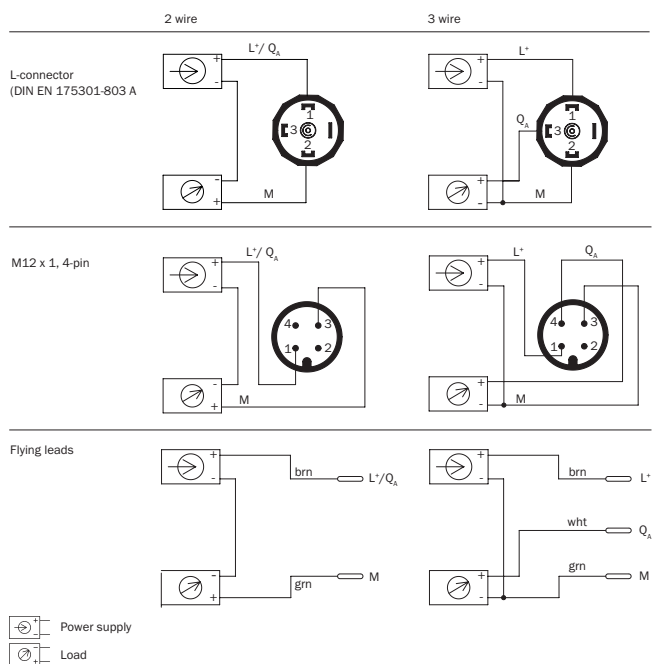 2 wire 3 wire
L-connector
(DIN EN 175301-803 A
+ L⁺/ Q_A
-
1
3
2
-
+ M
+ L⁺
-
Q_A
1
3
2
+
- M
M12 x 1, 4-pin
+ L⁺/ Q_A
-
4 3
1 2
-
+ M
+ L⁺ Q_A
-
4 3
1 2
+
- M
Flying leads
+
- brn L⁺/Q_A
-
+ grn M
+
- brn L⁺
wht Q_A
+ grn M
-
+
- Power supply
-
+ Load